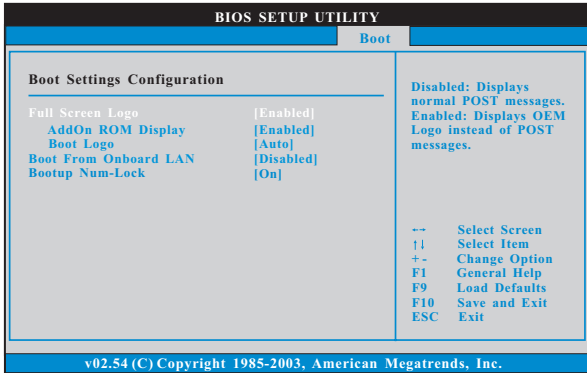 BIOS SETUP UTILITY
Boot
Boot Settings Configuration
Full Screen Logo [Enabled]
AddOn ROM Display [Enabled]
Boot Logo [Auto]
Boot From Onboard LAN [Disabled]
Bootup Num-Lock [On]
Disabled: Displays
normal POST messages.
Enabled: Displays OEM
Logo instead of POST
messages.
↔ Select Screen
↑↓ Select Item
+ - Change Option
F1 General Help
F9 Load Defaults
F10 Save and Exit
ESC Exit
v02.54 (C) Copyright 1985-2003, American Megatrends, Inc.